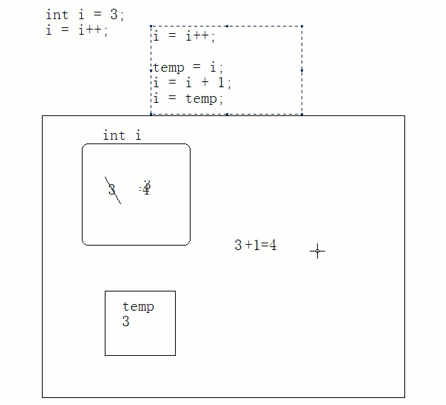 int i = 3;
i = i++;
i = i++;
temp = i;
i = i + 1;
i = temp;
int i
3
4
3+1=4
temp
3